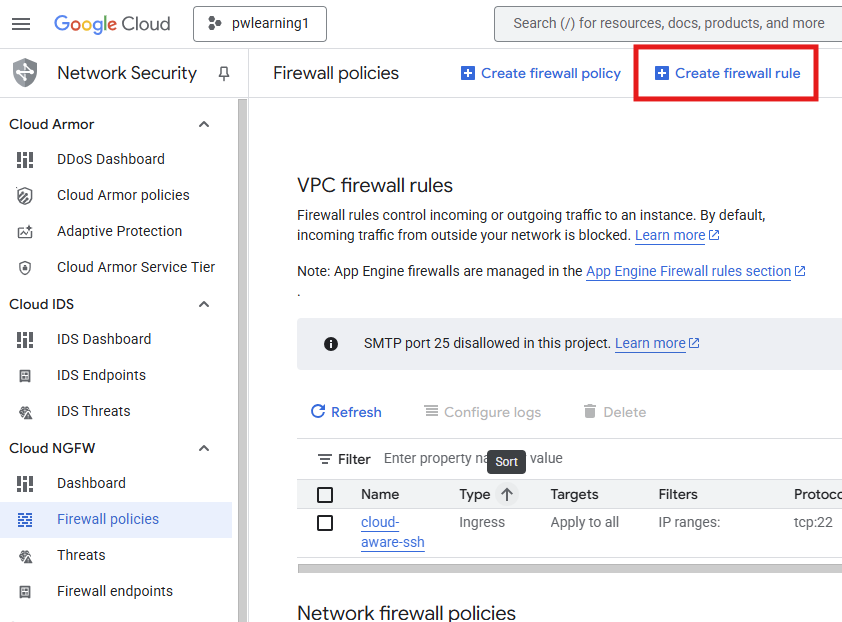 Google Cloud
pwlearning1
Search (/) for resources, docs, products, and more
Network Security
Firewall policies
Create firewall policy
Create firewall rule
Cloud Armor
DDoS Dashboard
Cloud Armor policies
Adaptive Protection
Cloud Armor Service Tier
Cloud IDS
IDS Dashboard
IDS Endpoints
IDS Threats
Cloud NGFW
Dashboard
Firewall policies
Threats
Firewall endpoints
VPC firewall rules
Firewall rules control incoming or outgoing traffic to an instance. By default,
incoming traffic from outside your network is blocked. Learn more
Note: App Engine firewalls are managed in the App Engine Firewall rules section
.
SMTP port 25 disallowed in this project. Learn more
Refresh
Configure logs
Delete
Filter
Enter property value
Sort
Name Type Targets Filters Protoc
cloud-
aware-ssh
Ingress Apply to all IP ranges: tcp:22
Network firewall policies